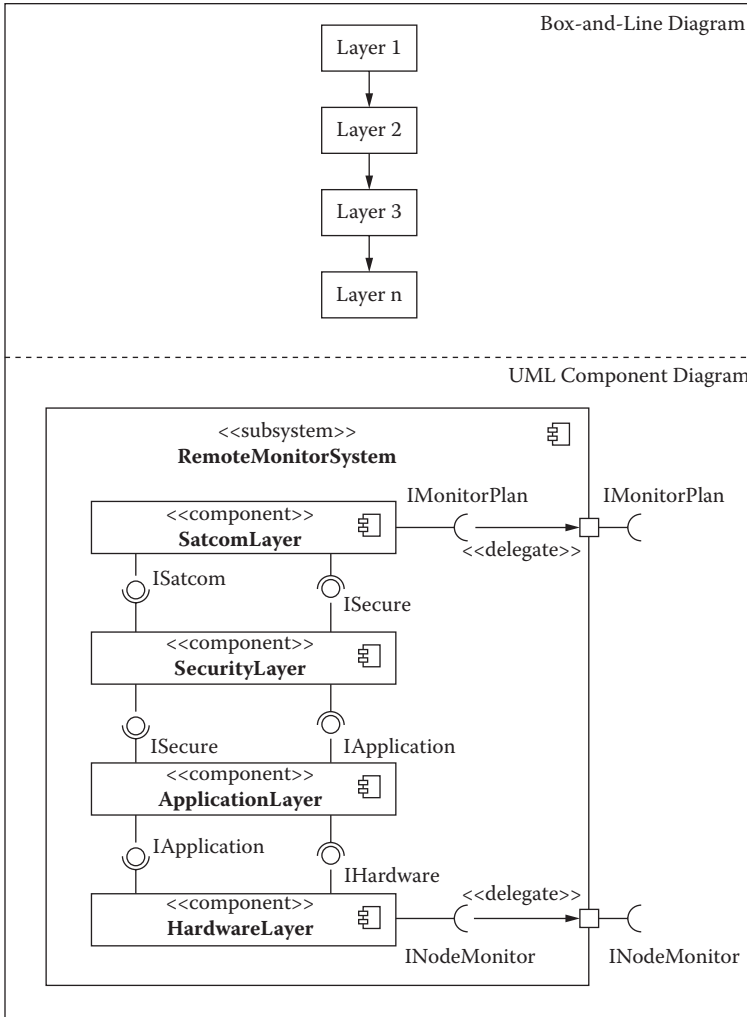 Box-and-Line Diagram
Layer 1
Layer 2
Layer 3
Layer n
UML Component Diagram
<<subsystem>>
RemoteMonitorSystem
IMonitorPlan
IMonitorPlan
<<component>>
SatcomLayer
<<delegate>>
ISatcom
ISecure
<<component>>
SecurityLayer
ISecure
IApplication
<<component>>
ApplicationLayer
IApplication
IHardware
<<component>>
HardwareLayer
<<delegate>>
INodeMonitor
INodeMonitor